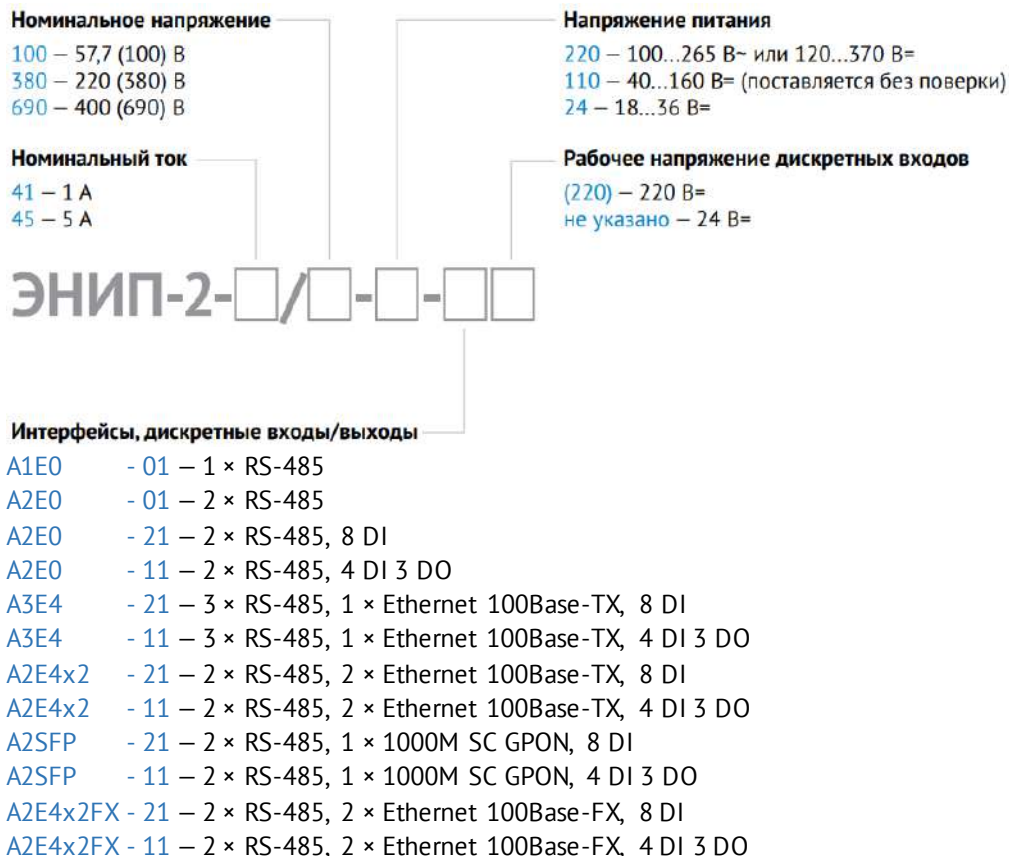 Номинальное напряжение
100 – 57,7 (100) В
380 – 220 (380) В
690 – 400 (690) В
Напряжение питания
220 – 100...265 В~ или 120...370 В=
110 – 40...160 В= (поставляется без поверки)
24 – 18...36 В=
Номинальный ток
41 – 1 А
45 – 5 А
Рабочее напряжение дискретных входов
(220) – 220 В=
не указано – 24 В=
ЭНИП-2-□/□-□-□□
Интерфейсы, дискретные входы/выходы
A1E0 - 01 – 1 × RS-485
A2E0 - 01 – 2 × RS-485
A2E0 - 21 – 2 × RS-485, 8 DI
A2E0 - 11 – 2 × RS-485, 4 DI 3 DO
A3E4 - 21 – 3 × RS-485, 1 × Ethernet 100Base-TX, 8 DI
A3E4 - 11 – 3 × RS-485, 1 × Ethernet 100Base-TX, 4 DI 3 DO
A2E4x2 - 21 – 2 × RS-485, 2 × Ethernet 100Base-TX, 8 DI
A2E4x2 - 11 – 2 × RS-485, 2 × Ethernet 100Base-TX, 4 DI 3 DO
A2SFP - 21 – 2 × RS-485, 1 × 1000M SC GPON, 8 DI
A2SFP - 11 – 2 × RS-485, 1 × 1000M SC GPON, 4 DI 3 DO
A2E4x2FX - 21 – 2 × RS-485, 2 × Ethernet 100Base-FX, 8 DI
A2E4x2FX - 11 – 2 × RS-485, 2 × Ethernet 100Base-FX, 4 DI 3 DO